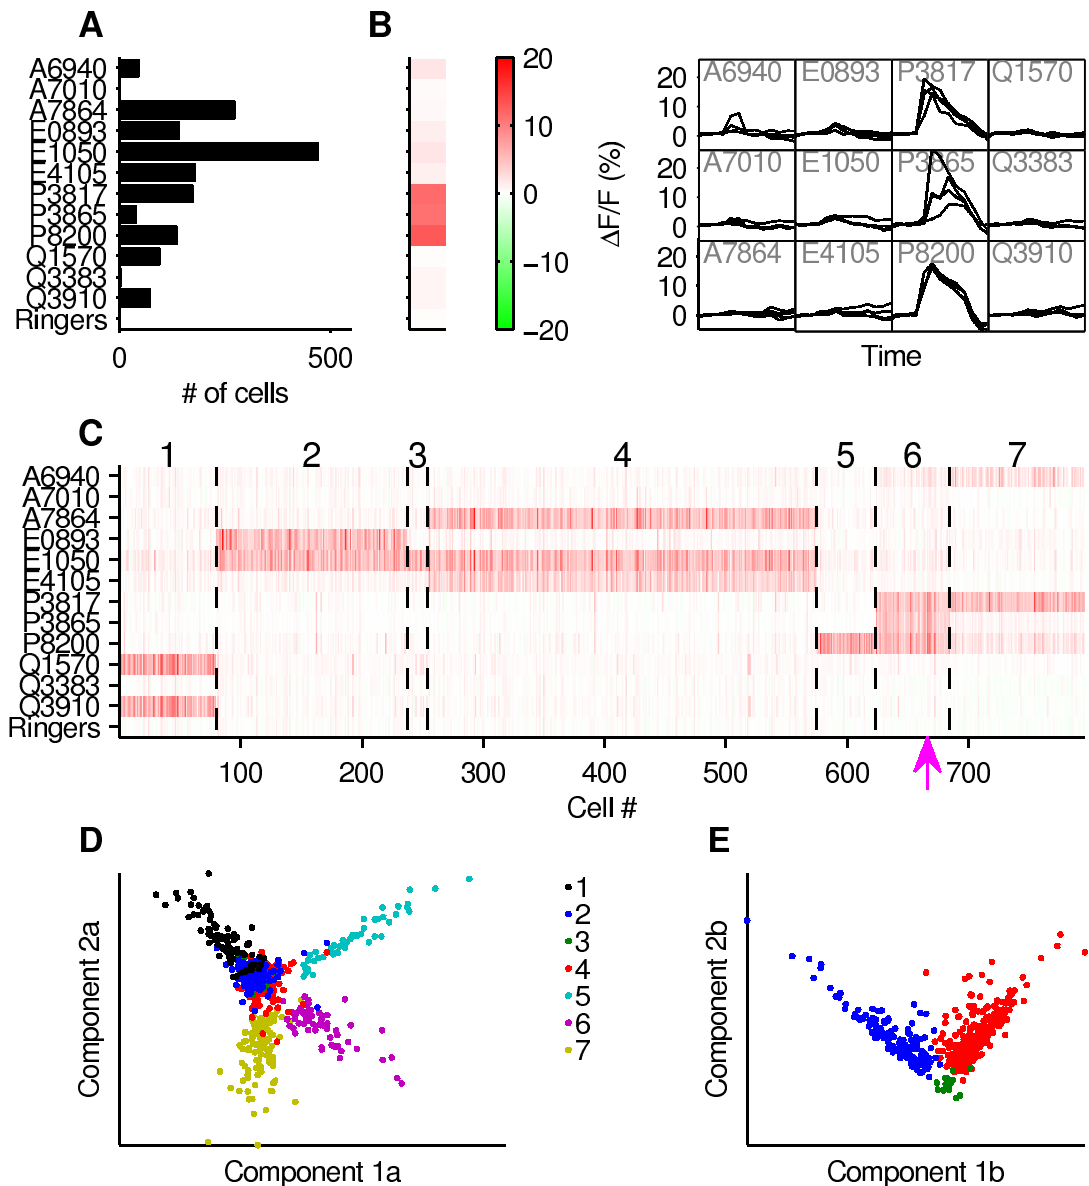 A
B
A6940
A7010
A7864
E0893
E1050
E4105
P3817
P3865
P8200
Q1570
Q3383
Q3910
Ringers
0 500
# of cells
20
10
0
−10
−20
ΔF/F (%)
20
10
0
20
10
0
20
10
0
A6940 E0893 P3817 Q1570
A7010 E1050 P3865 Q3383
A7864 E4105 P8200 Q3910
Time
C
1 2 3 4 5 6 7
A6940
A7010
A7864
E0893
E1050
E4105
P3817
P3865
P8200
Q1570
Q3383
Q3910
Ringers
100 200 300 400 500 600 700
Cell #
D
Component 2a
Component 1a
1
2
3
4
5
6
7
E
Component 2b
Component 1b